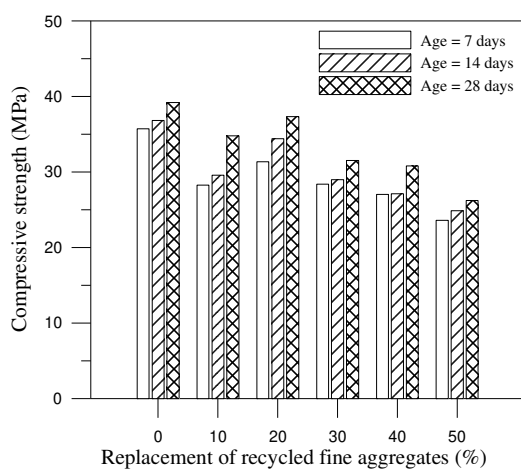 50
40
30
20
10
0
Compressive strength (MPa)
Age = 7 days
Age = 14 days
Age = 28 days
0 10 20 30 40 50
Replacement of recycled fine aggregates (%)